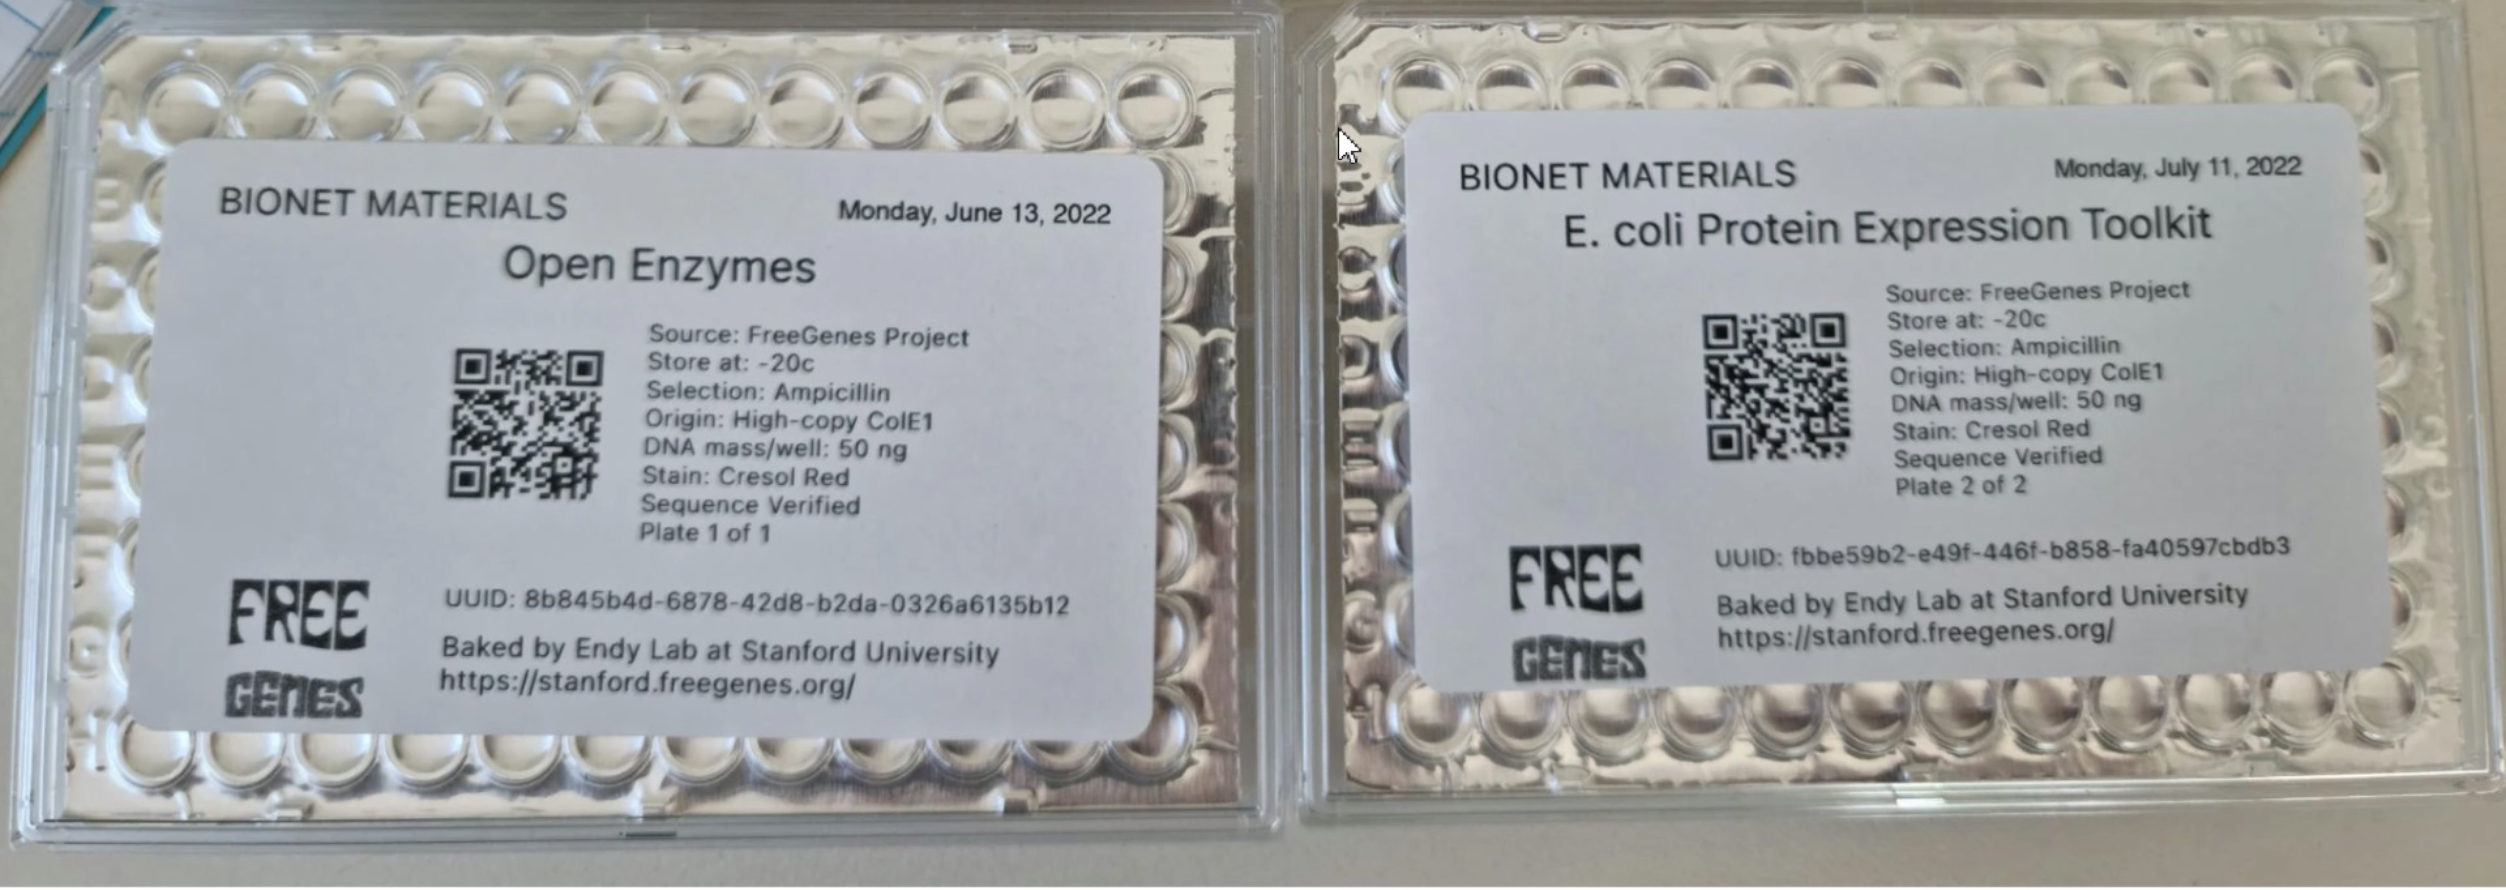 BIONET MATERIALS
Monday, June 13, 2022
Open Enzymes
Source: FreeGenes Project
Store at: -20c
Selection: Ampicillin
Origin: High-copy ColE1
DNA mass/well: 50 ng
Stain: Cresol Red
Sequence Verified
Plate 1 of 1
FREE
GENES
UUID: 8b845b4d-6878-42d8-b2da-0326a6135b12
Baked by Endy Lab at Stanford University
https://stanford.freegenes.org/
BIONET MATERIALS
Monday, July 11, 2022
E. coli Protein Expression Toolkit
Source: FreeGenes Project
Store at: -20c
Selection: Ampicillin
Origin: High-copy ColE1
DNA mass/well: 50 ng
Stain: Cresol Red
Sequence Verified
Plate 2 of 2
FREE
GENES
UUID: fbbe59b2-e49f-446f-b858-fa40597cbdb3
Baked by Endy Lab at Stanford University
https://stanford.freegenes.org/